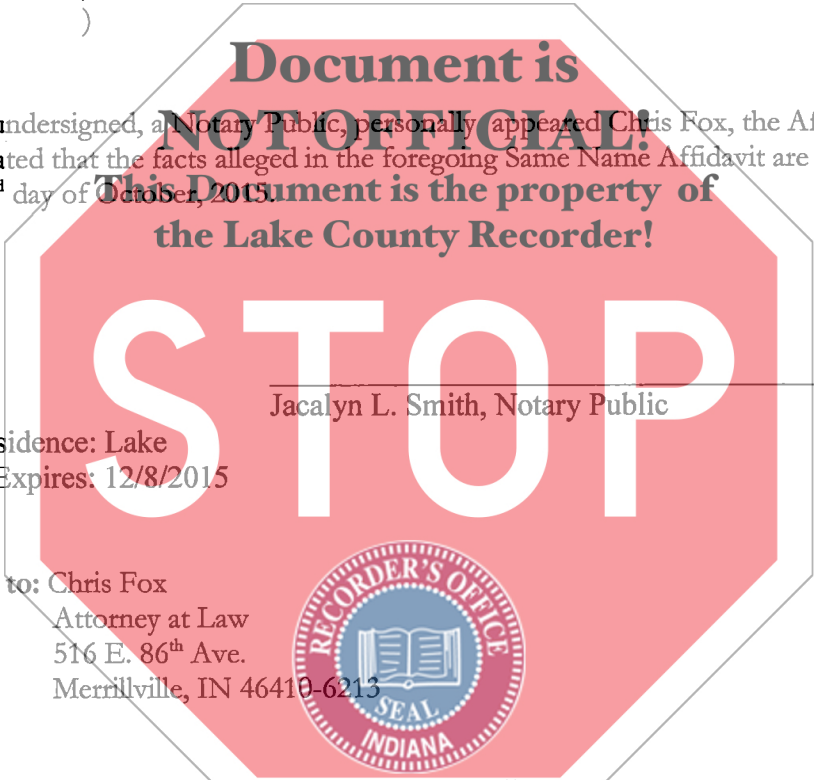 )
Document is
NOT OFFICIAL!
undersigned, a Notary Public, personally appeared Chris Fox, the Af
ated that the facts alleged in the foregoing Same Name Affidavit are
day of October, 2015.
This Document is the property of
the Lake County Recorder!
STOP
Jacalyn L. Smith, Notary Public
sidence: Lake
Expires: 12/8/2015
to: Chris Fox
Attorney at Law
516 E. 86th Ave.
Merrillville, IN 46410-6213
RECORDER'S OFFICE
SEAL
INDIANA